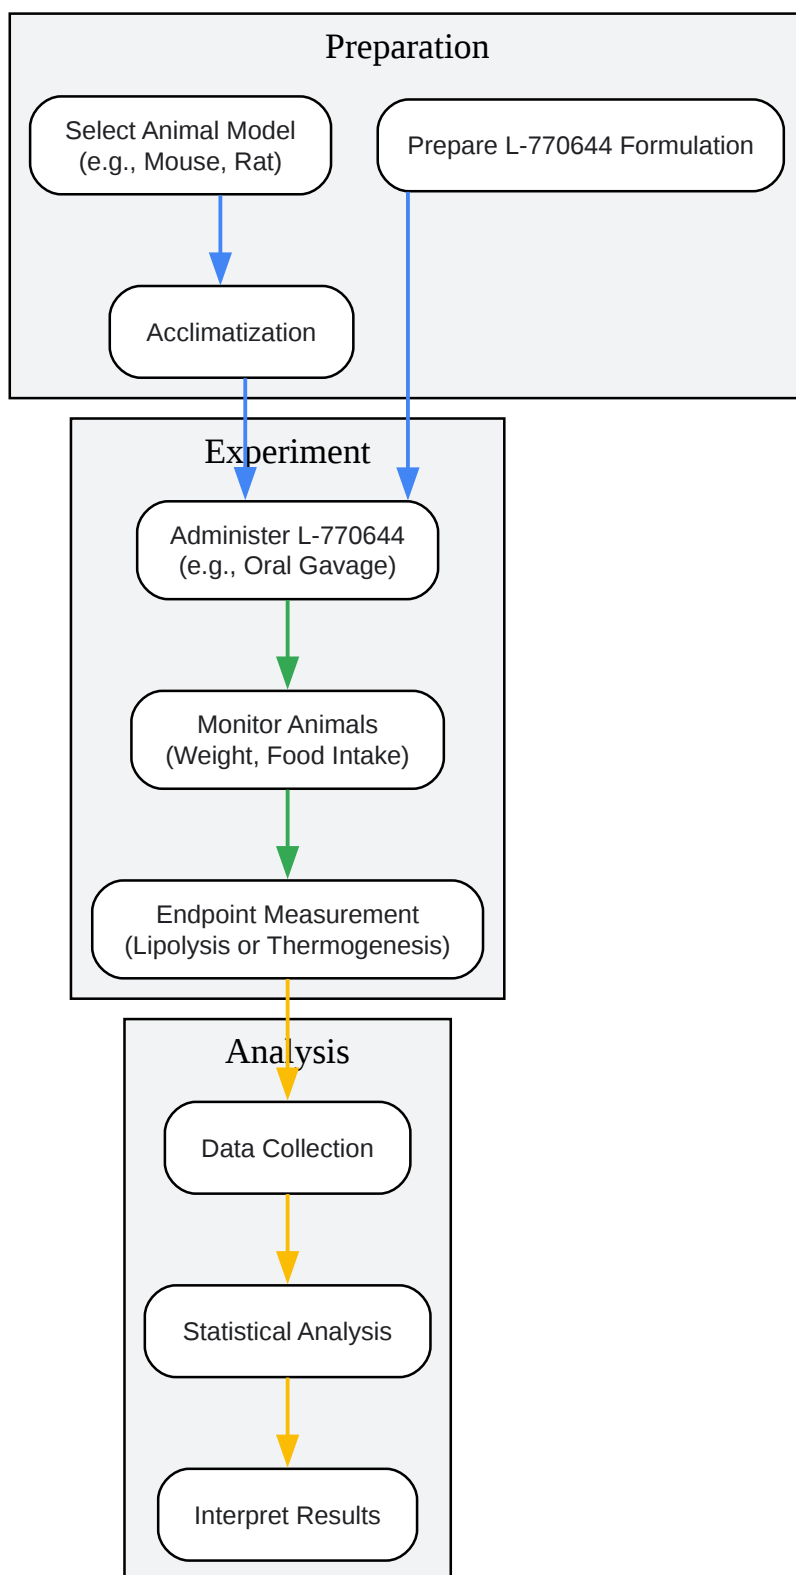 Preparation
Select Animal Model
(e.g., Mouse, Rat)
Prepare L-770644 Formulation
Acclimatization
Experiment
Administer L-770644
(e.g., Oral Gavage)
Monitor Animals
(Weight, Food Intake)
Endpoint Measurement
(Lipolysis or Thermogenesis)
Analysis
Data Collection
Statistical Analysis
Interpret Results